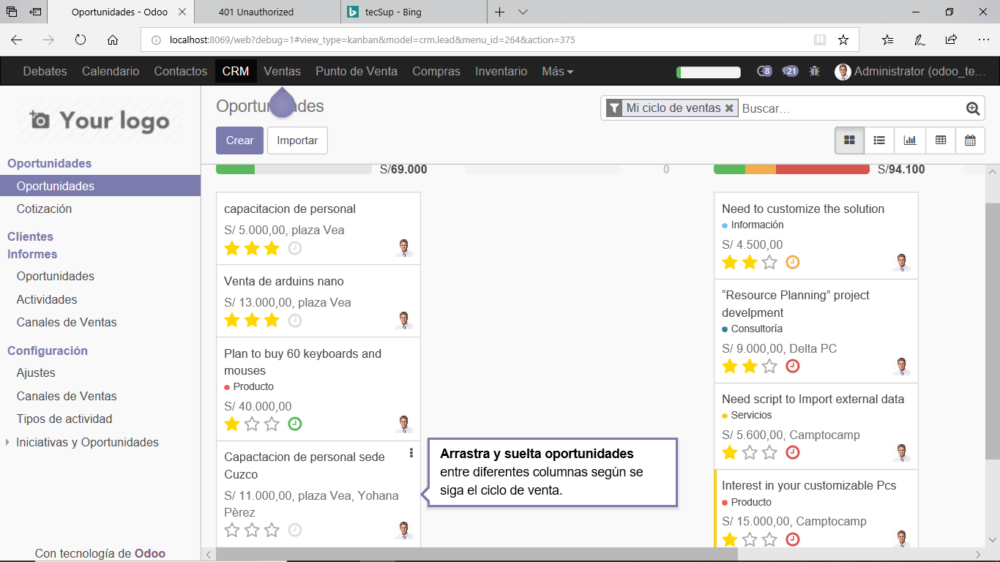 Oportunidades - Odoo
401 Unauthorized
tecSup - Bing
localhost:8069/web?debug=1#view_type=kanban&model=crm.lead&menu_id=264&action=375
Debates Calendario Contactos CRM Ventas Punto de Venta Compras Inventario Más 8 21 Administrator (odoo_te...
Your logo
Oportunidades
Oportunidades
Cotización
Clientes
Informes
Oportunidades
Actividades
Canales de Ventas
Configuración
Ajustes
Canales de Ventas
Tipos de actividad
Iniciativas y Oportunidades
Con tecnología de Odoo
Oportunidades
Mi ciclo de ventas Buscar...
Crear Importar
S/69.000 0 S/94.100
capacitacion de personal
S/ 5.000,00, plaza Vea
Venta de arduins nano
S/ 13.000,00, plaza Vea
Plan to buy 60 keyboards and
mouses
Producto
S/ 40.000,00
Capactacion de personal sede
Cuzco
S/ 11.000,00, plaza Vea, Yohana
Pèrez
Arrastra y suelta oportunidades
entre diferentes columnas según se
siga el ciclo de venta.
Need to customize the solution
Información
S/ 4.500,00
“Resource Planning” project
develpment
Consultoría
S/ 9.000,00, Delta PC
Need script to Import external data
Servicios
S/ 5.600,00, Camptocamp
Interest in your customizable Pcs
Producto
S/ 15.000,00, Camptocamp